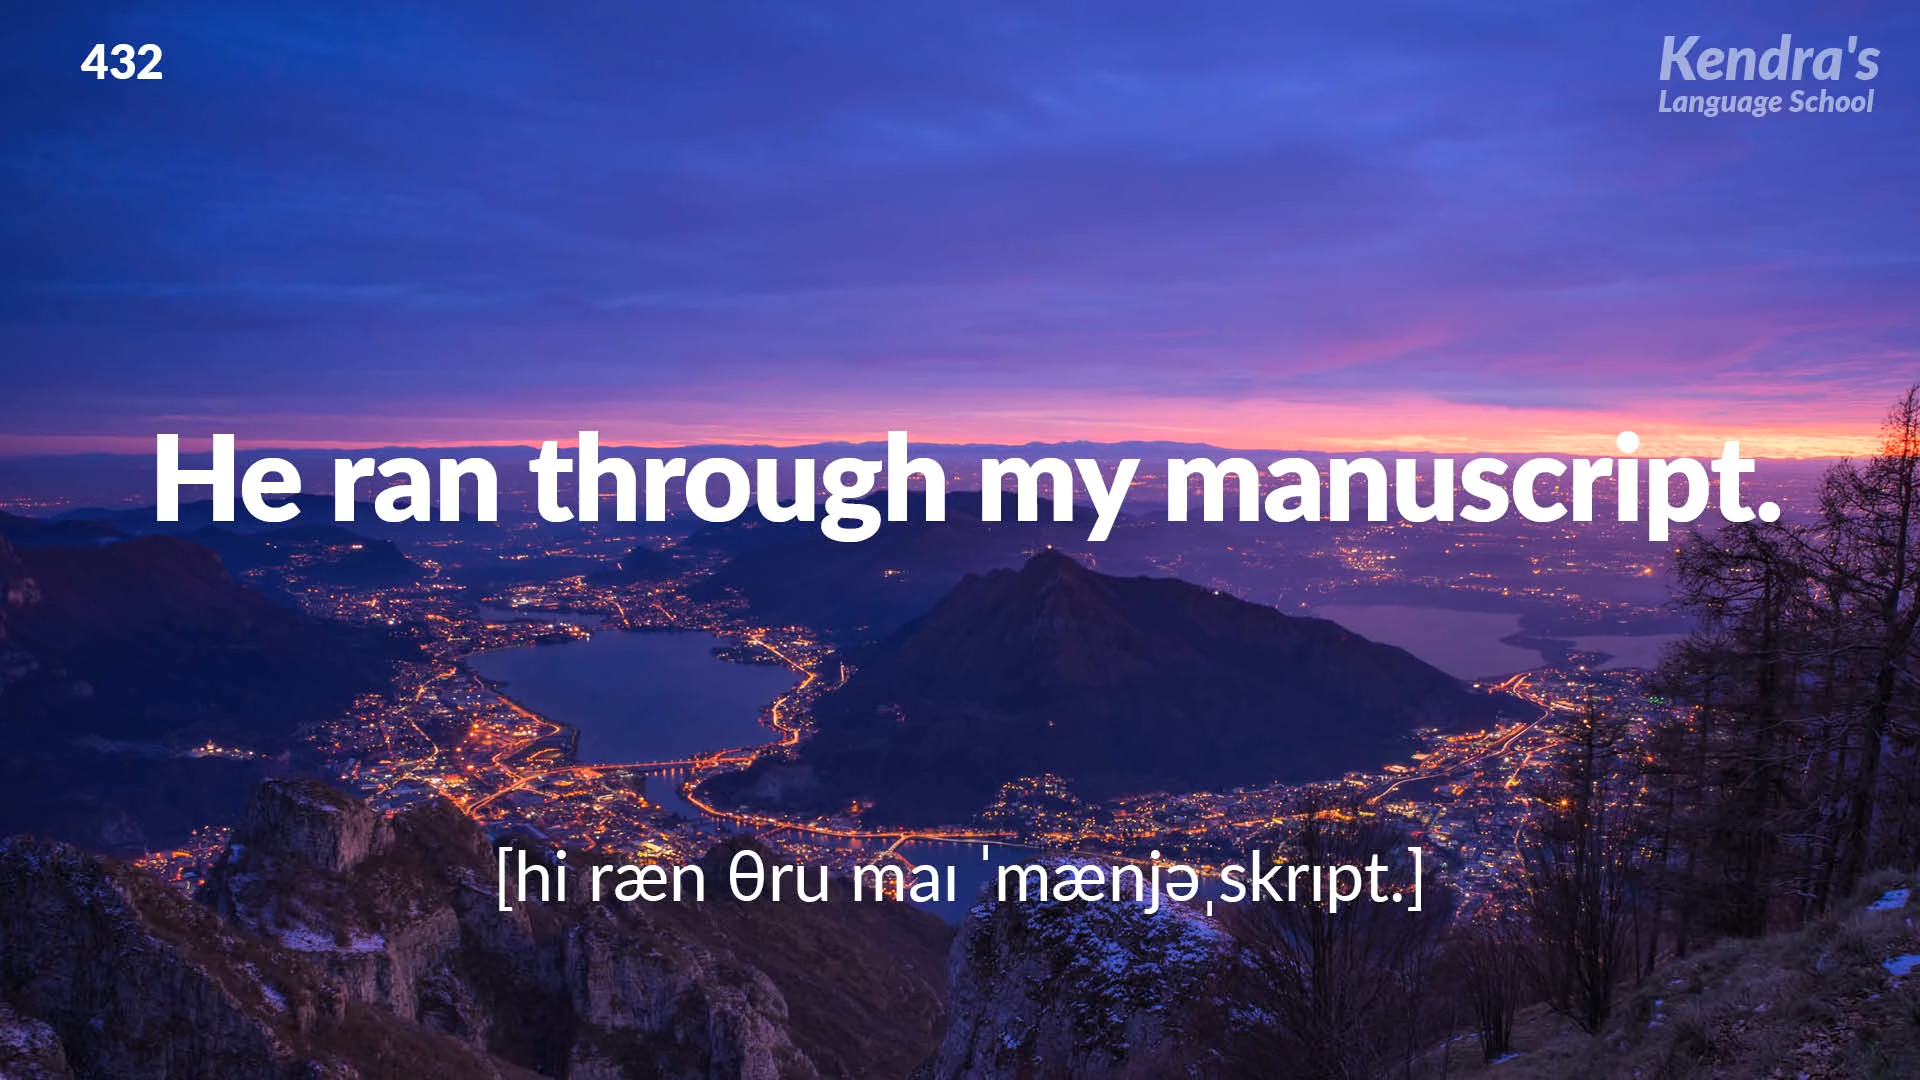 432
Kendra's
Language School
He ran through my manuscript.
[hi ræn θru maɪ ˈmænjəˌskrɪpt.]